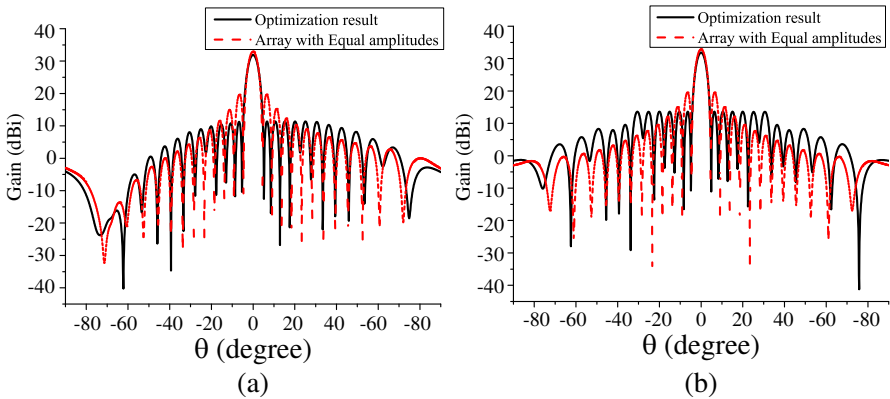 Optimization result
Array with Equal amplitudes
40
30
20
10
0
-10
-20
-30
-40
Gain (dBi)
-80 -60 -40 -20 0 20 40 -60 -80
θ (degree)
(a)
Optimization result
Array with Equal amplitudes
40
30
20
10
0
-10
-20
-30
-40
Gain (dBi)
-80 -60 -40 -20 0 20 40 -60 -80
θ (degree)
(b)